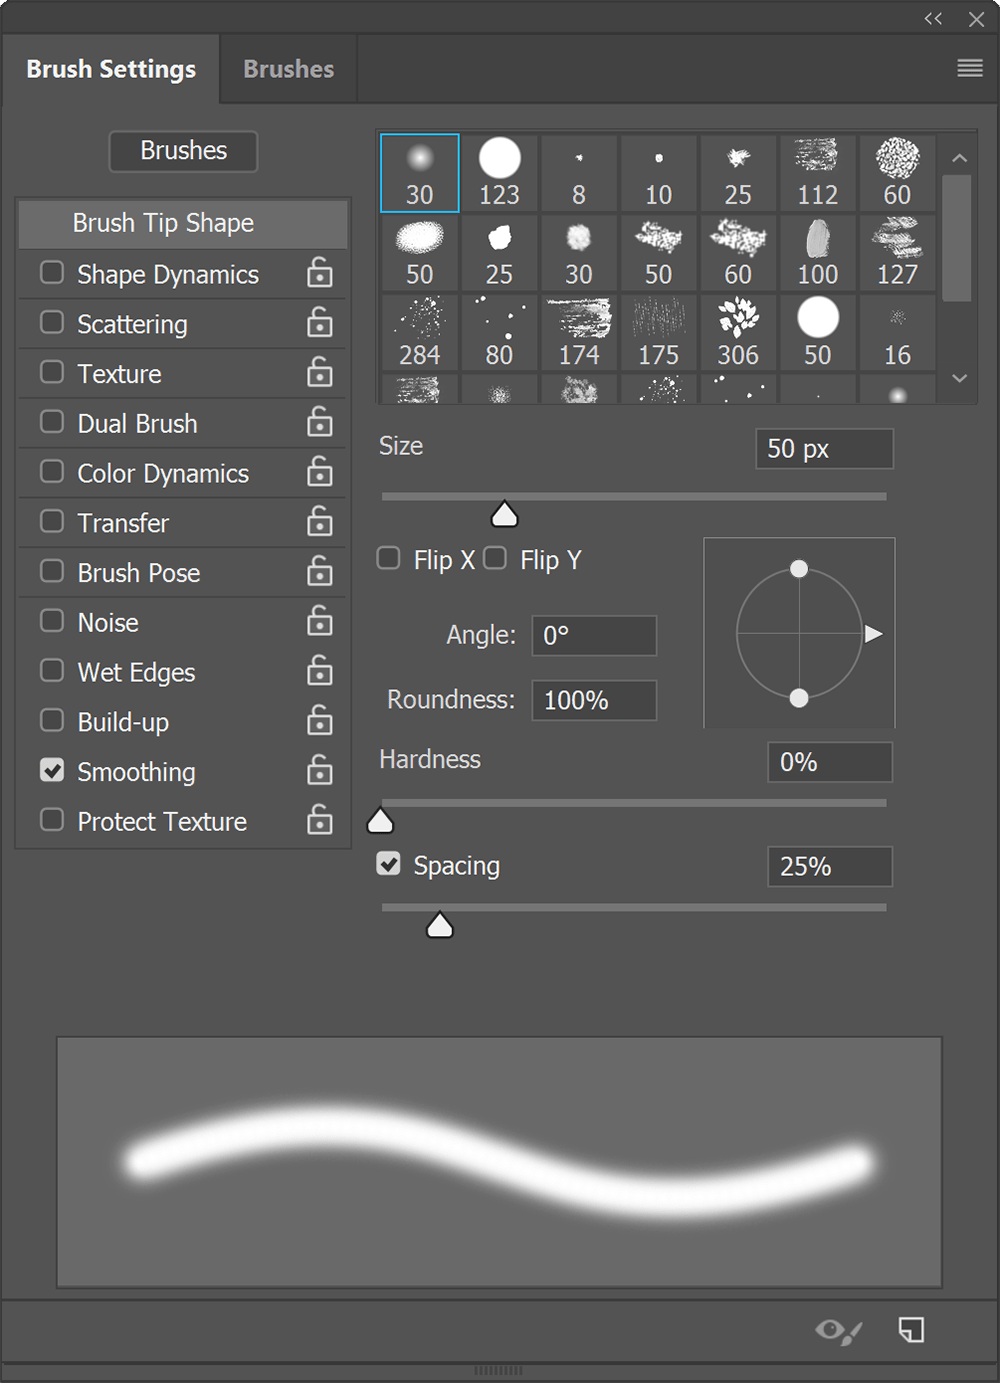 Brush Settings
Brushes
Brushes
Brush Tip Shape
Shape Dynamics
Scattering
Texture
Dual Brush
Color Dynamics
Transfer
Brush Pose
Noise
Wet Edges
Build-up
Smoothing
Protect Texture
30 123 8 10 25 112 60
50 25 30 50 60 100 127
284 80 174 175 306 50 16
Size 50 px
Flip X Flip Y
Angle: 0°
Roundness: 100%
Hardness 0%
Spacing 25%